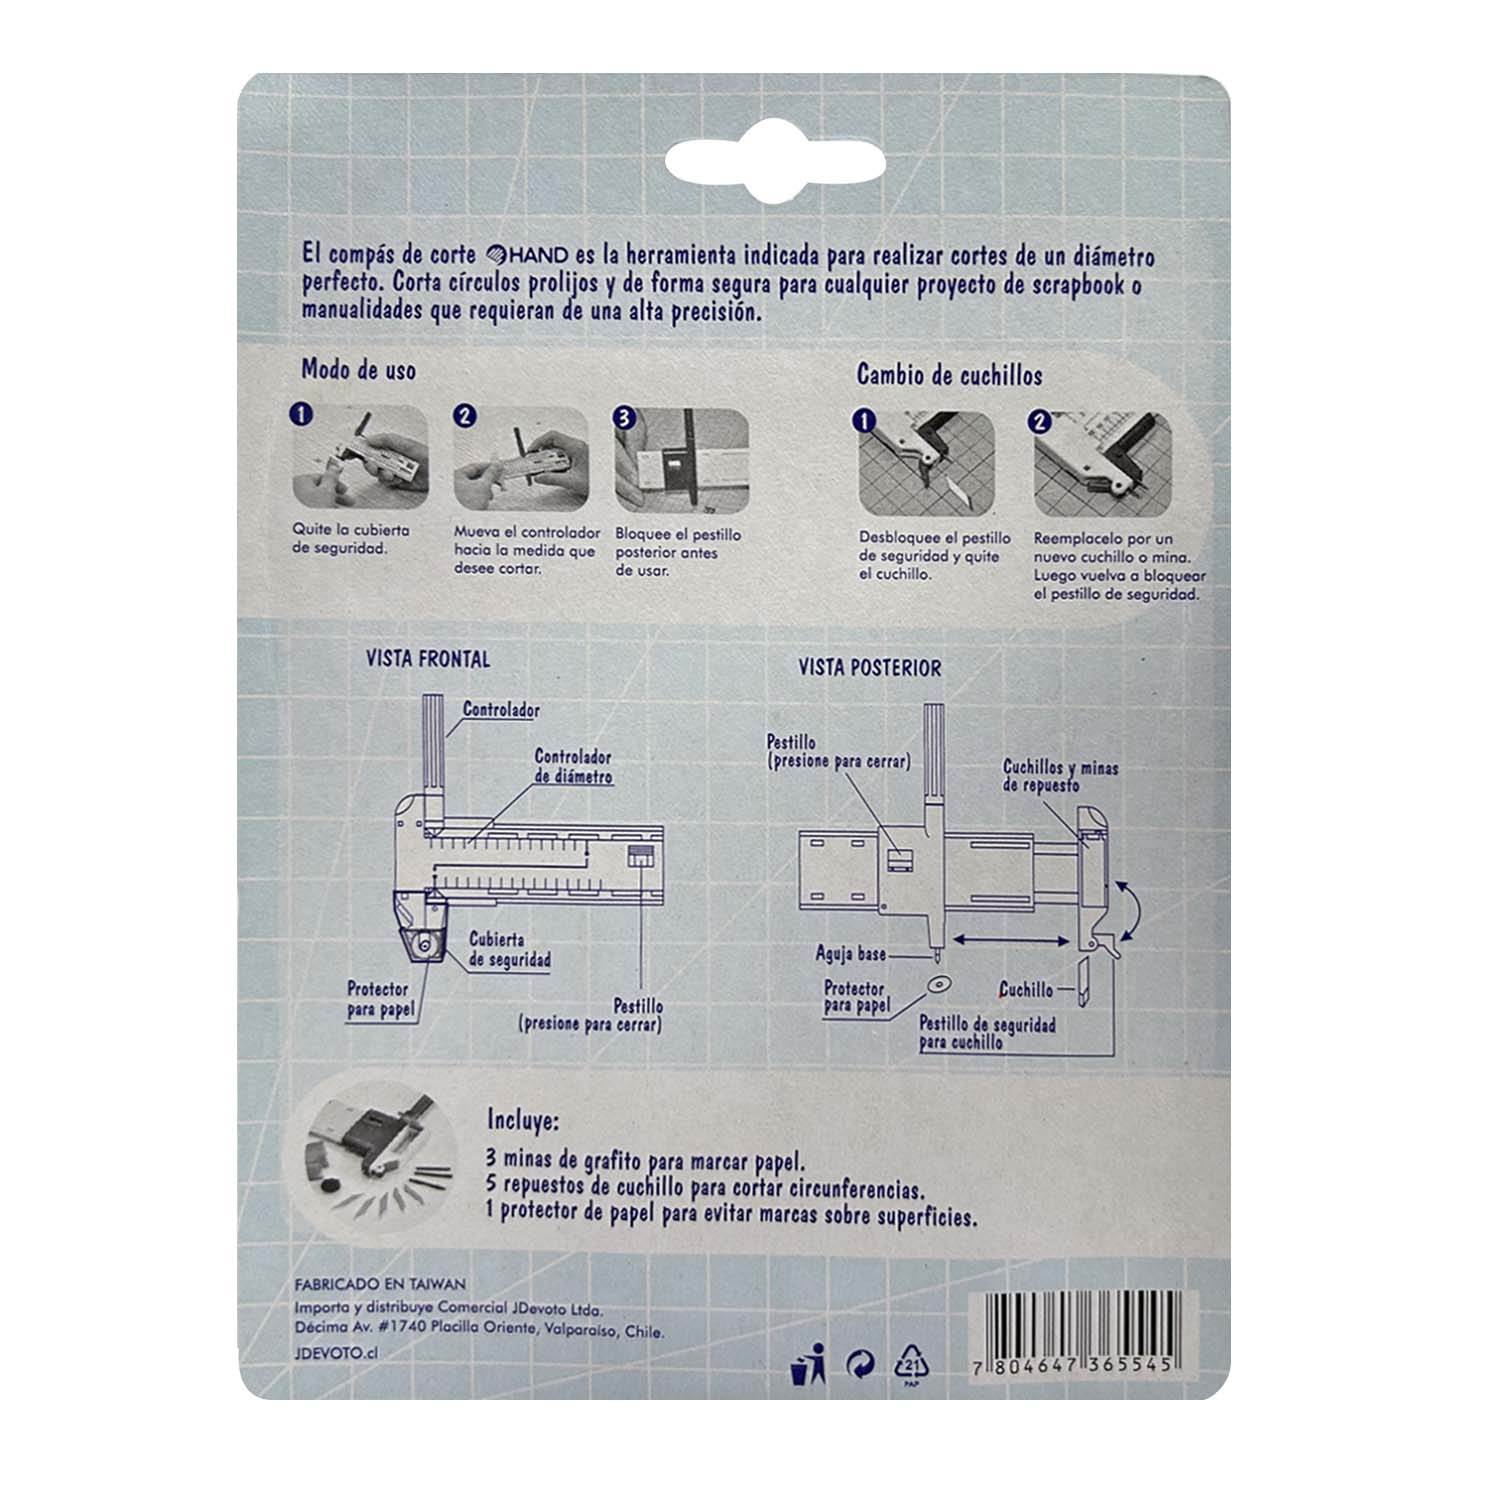 El compás de corte HAND es la herramienta indicada para realizar cortes de un diámetro
perfecto. Corta círculos prolijos y de forma segura para cualquier proyecto de scrapbook o
manualidades que requieran de una alta precisión.
Modo de uso
1
Quite la cubierta
de seguridad.
2
Mueva el controlador
hacia la medida que
desee cortar.
3
Bloquee el pestillo
posterior antes
de usar.
Cambio de cuchillos
1
Desbloquee el pestillo
de seguridad y quite
el cuchillo.
2
Reemplacelo por un
nuevo cuchillo o mina.
Luego vuelva a bloquear
el pestillo de seguridad.
VISTA FRONTAL
Controlador
Controlador
de diámetro
Cubierta
de seguridad
Protector
para papel
Pestillo
(presione para cerrar)
VISTA POSTERIOR
Pestillo
(presione para cerrar)
Cuchillos y minas
de repuesto
Aguja base
Protector
para papel
Cuchillo
Pestillo de seguridad
para cuchillo
Incluye:
3 minas de grafito para marcar papel.
5 repuestos de cuchillo para cortar circunferencias.
1 protector de papel para evitar marcas sobre superficies.
FABRICADO EN TAIWAN
Importa y distribuye Comercial JDevoto Ltda.
Décima Av. #1740 Placilla Oriente, Valparaíso, Chile.
JDEVOTO.cl
21
PAP
7 804647 365545